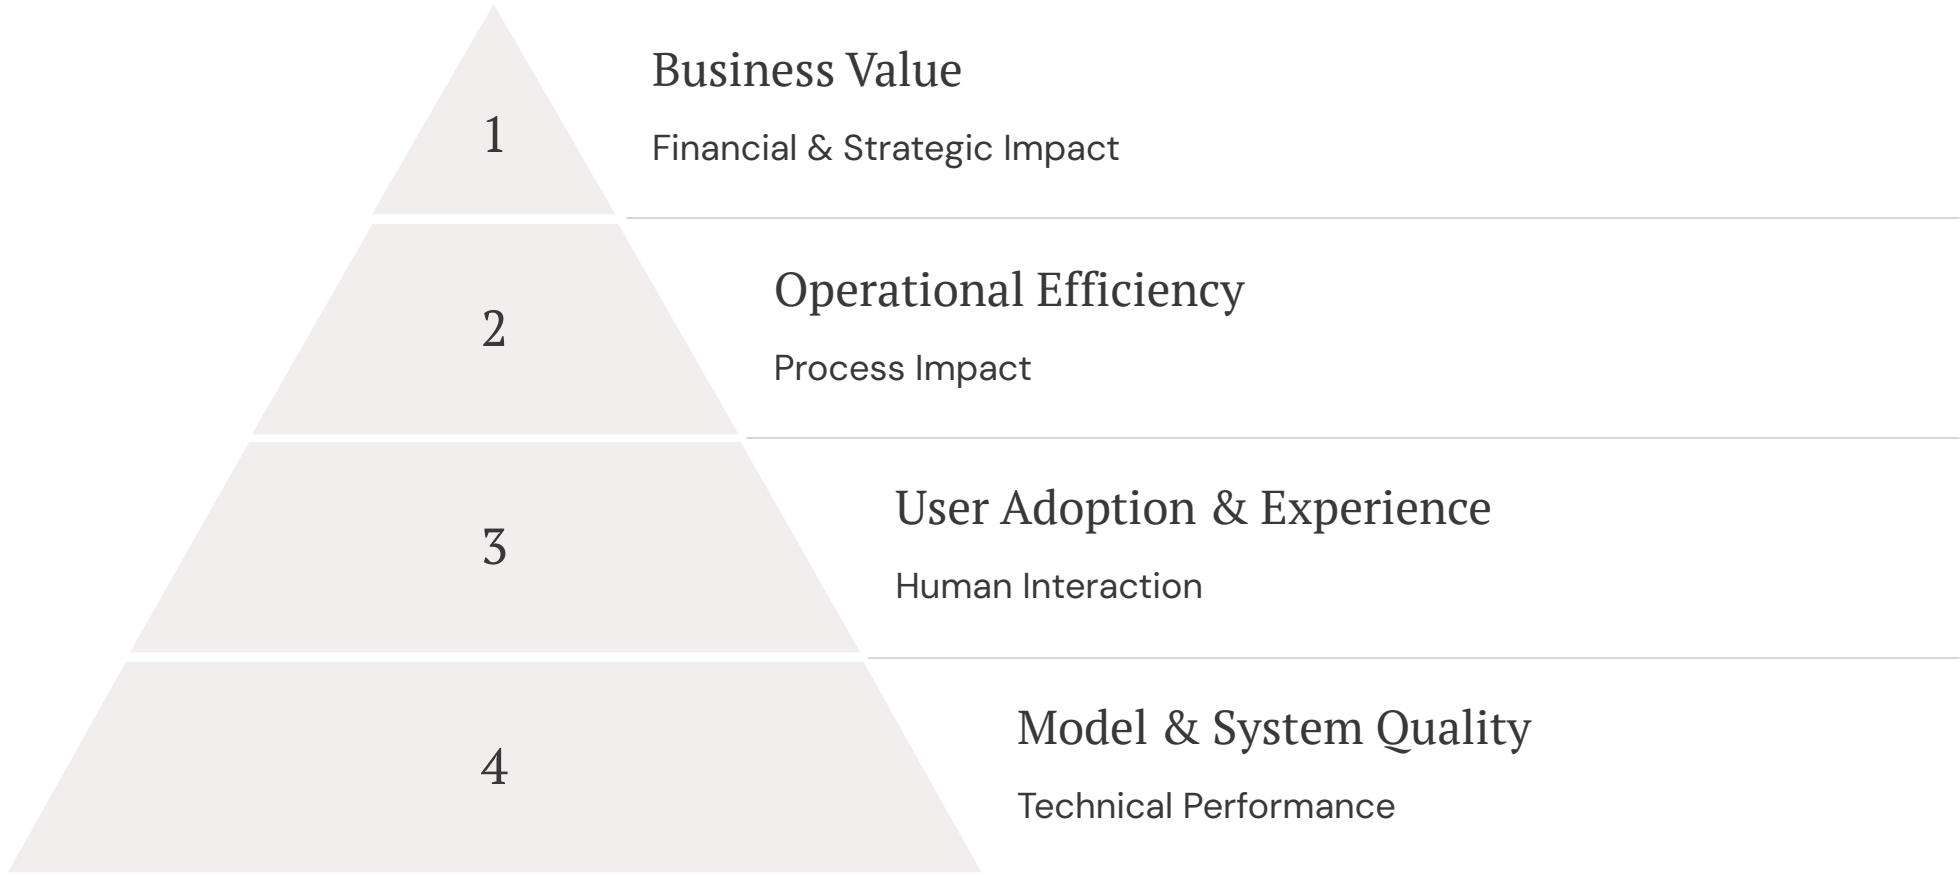 1
Business Value
Financial & Strategic Impact
2
Operational Efficiency
Process Impact
3
User Adoption & Experience
Human Interaction
4
Model & System Quality
Technical Performance